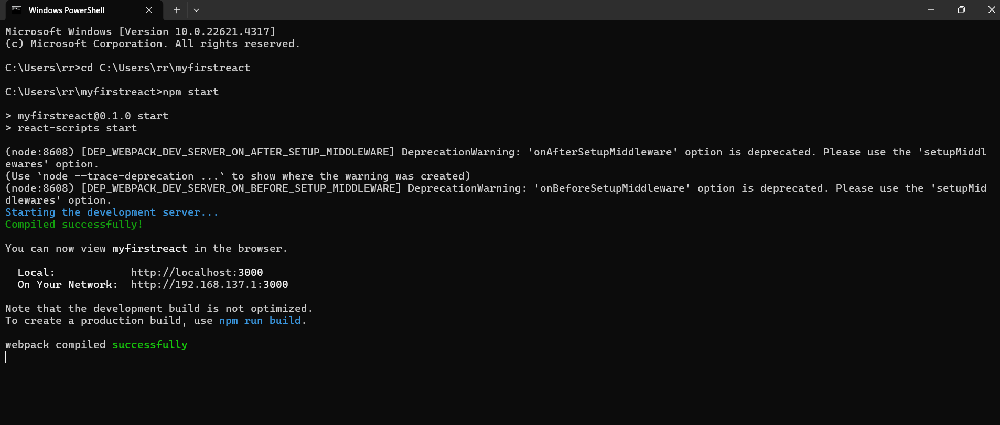 Windows PowerShell
Microsoft Windows [Version 10.0.22621.4317]
(c) Microsoft Corporation. All rights reserved.
C:\Users\rr>cd C:\Users\rr\myfirstreact
C:\Users\rr\myfirstreact>npm start
> myfirstreact@0.1.0 start
> react-scripts start
(node:8608) [DEP_WEBPACK_DEV_SERVER_ON_AFTER_SETUP_MIDDLEWARE] DeprecationWarning: 'onAfterSetupMiddleware' option is deprecated. Please use the 'setupMiddl
ewares' option.
(Use `node --trace-deprecation ...` to show where the warning was created)
(node:8608) [DEP_WEBPACK_DEV_SERVER_ON_BEFORE_SETUP_MIDDLEWARE] DeprecationWarning: 'onBeforeSetupMiddleware' option is deprecated. Please use the 'setupMid
dlewares' option.
Starting the development server...
Compiled successfully!
You can now view myfirstreact in the browser.
Local: http://localhost:3000
On Your Network: http://192.168.137.1:3000
Note that the development build is not optimized.
To create a production build, use npm run build.
webpack compiled successfully